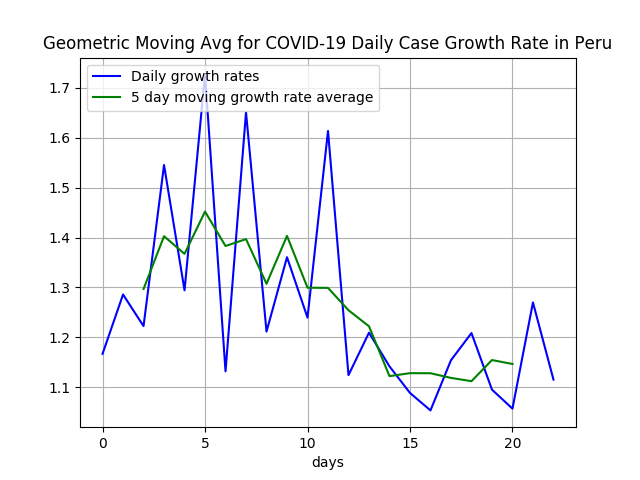 Geometric Moving Avg for COVID-19 Daily Case Growth Rate in Peru
Daily growth rates
5 day moving growth rate average
1.7
1.6
1.5
1.4
1.3
1.2
1.1
0 5 10 15 20
days